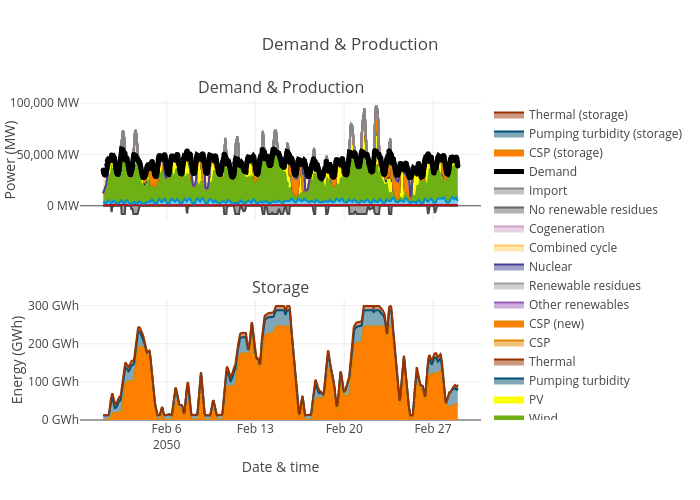 Demand & Production
Demand & Production
100,000 MW
50,000 MW
0 MW
Power (MW)
Storage
300 GWh
200 GWh
100 GWh
0 GWh
Energy (GWh)
Feb 6
2050
Feb 13
Feb 20
Feb 27
Date & time
Thermal (storage)
Pumping turbidity (storage)
CSP (storage)
Demand
Import
No renewable residues
Cogeneration
Combined cycle
Nuclear
Renewable residues
Other renewables
CSP (new)
CSP
Thermal
Pumping turbidity
PV
Wind